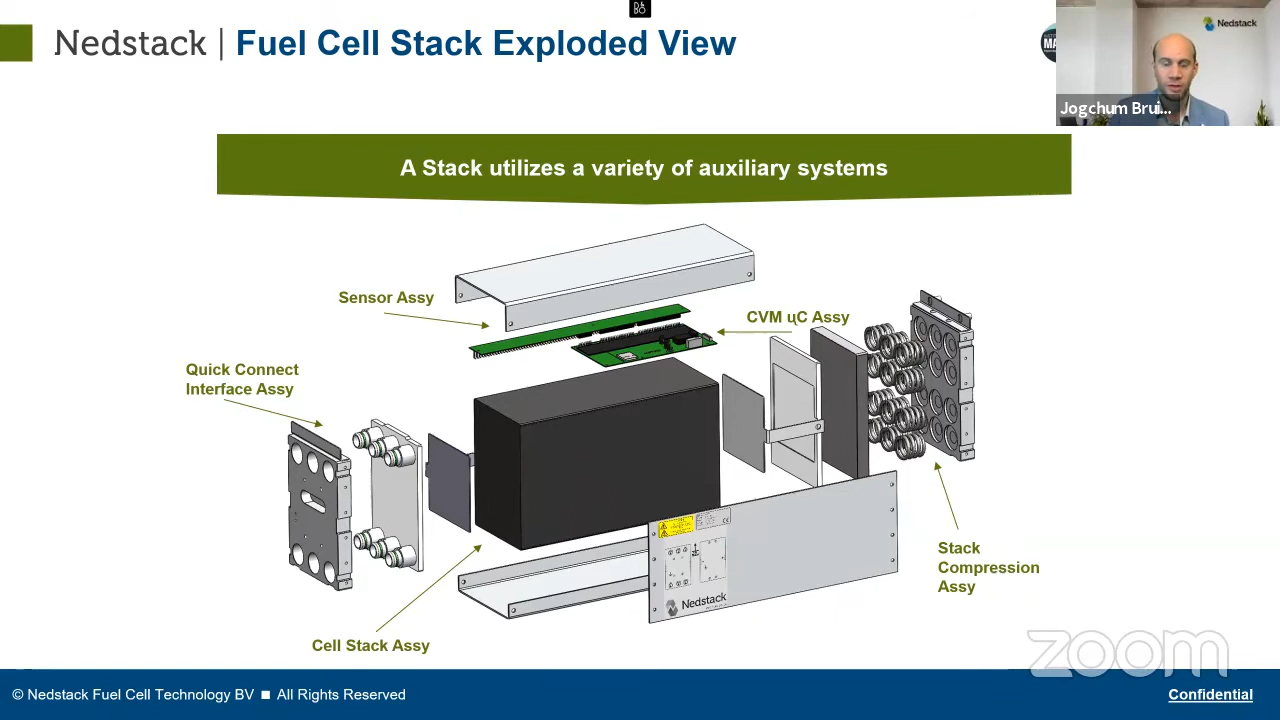 Nedstack | Fuel Cell Stack Exploded View
MA
Nedstack
Jogchum Brui...
A Stack utilizes a variety of auxiliary systems
Sensor Assy
CVM цC Assy
Quick Connect
Interface Assy
Stack
Compression
Assy
Nedstack
Cell Stack Assy
zoom
© Nedstack Fuel Cell Technology BV ■ All Rights Reserved
Confidential